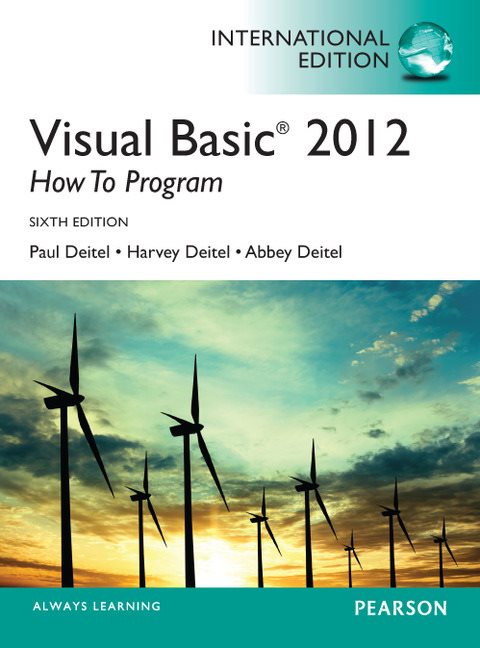 INTERNATIONAL
EDITION
Visual Basic® 2012
How To Program
SIXTH EDITION
Paul Deitel • Harvey Deitel • Abbey Deitel
ALWAYS LEARNING
PEARSON